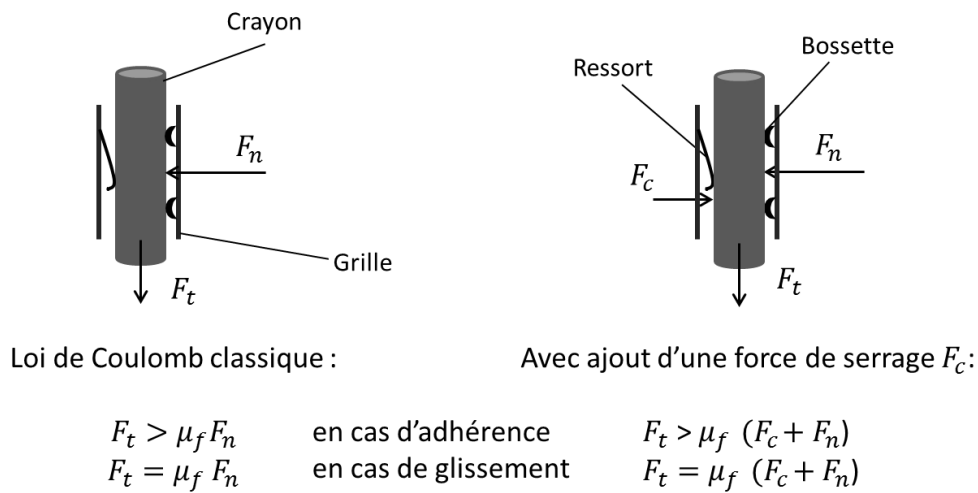 Crayon
Bossette
Ressort
F_n
F_n
F_c
Grille
F_t
F_t
Loi de Coulomb classique :
Avec ajout d’une force de serrage F_c:
F_t > μ_f F_n en cas d’adhérence F_t > μ_f (F_c + F_n)
F_t = μ_f F_n en cas de glissement F_t = μ_f (F_c + F_n)